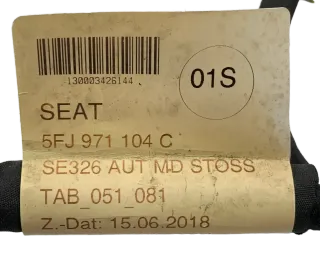 130003426144
01S
SEAT
5FJ 971 104 C
SE326 AUT MD STOSS
TAB_051_081
Z.-Dat: 15.06.2018